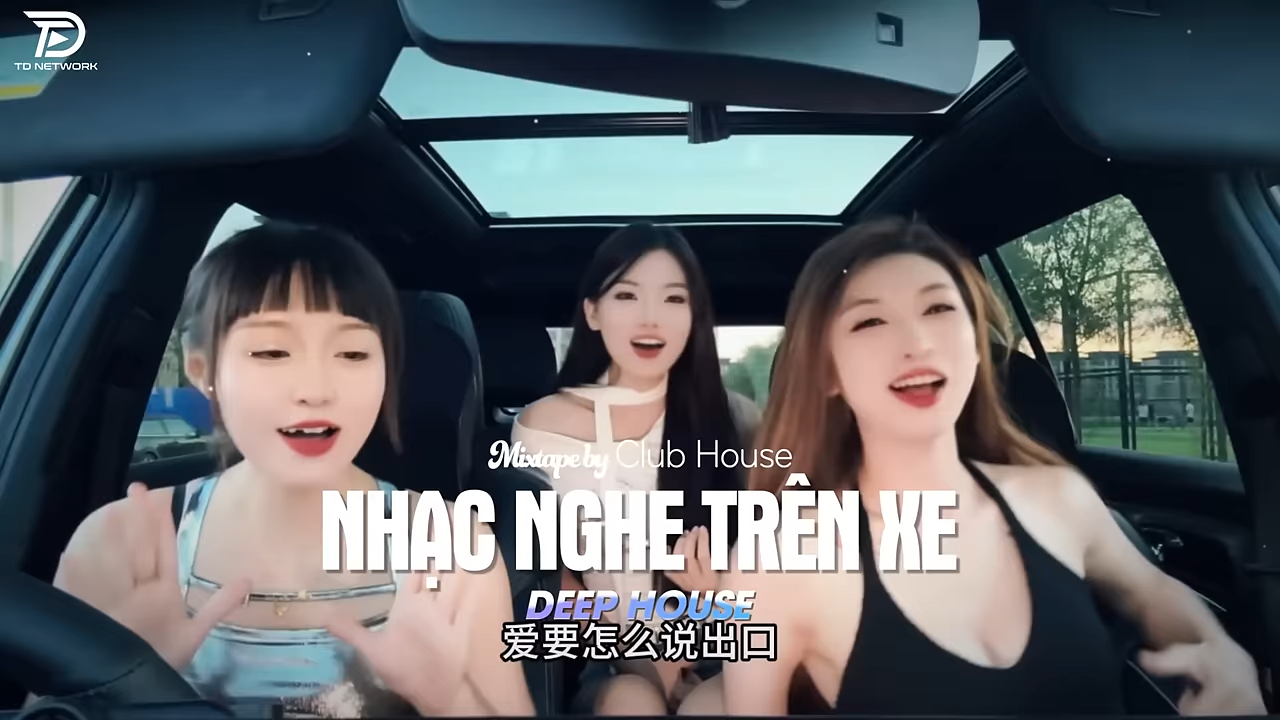 TD NETWORK
Mixtape by Club House
NHẠC NGHE TRÊN XE
DEEP HOUSE
爱要怎么说出口